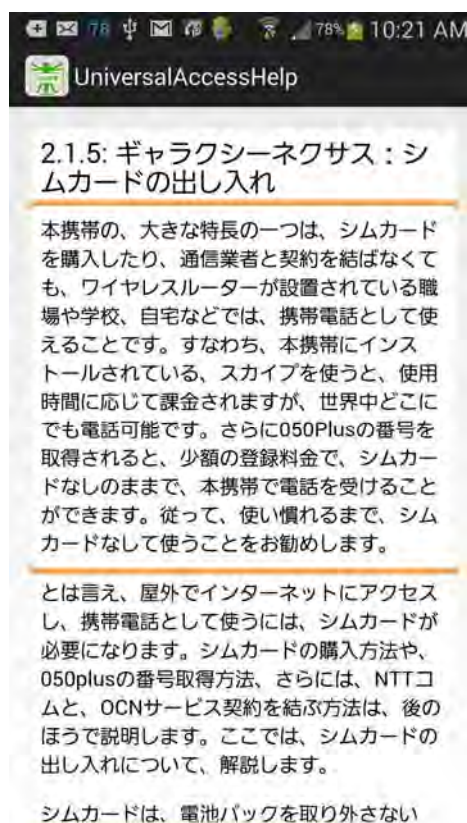 78 78% 10:21 AM
UniversalAccessHelp
2.1.5: ギャラクシーネクサス：シ
ムカードの出し入れ
本携帯の、大きな特長の一つは、シムカード
を購入したり、通信業者と契約を結ばなくて
も、ワイヤレスルーターが設置されている職
場や学校、自宅などでは、携帯電話として使
えることです。すなわち、本携帯にインス
トールされている、スカイプを使うと、使用
時間に応じて課金されますが、世界中どこに
でも電話可能です。さらに050Plusの番号を
取得されると、少額の登録料金で、シムカー
ドなしのままで、本携帯で電話を受けること
ができます。従って、使い慣れるまで、シム
カードなして使うことをお勧めします。
とは言え、屋外でインターネットにアクセス
し、携帯電話として使うには、シムカードが
必要になります。シムカードの購入方法や、
050plusの番号取得方法、さらには、NTTコ
ムと、OCNサービス契約を結ぶ方法は、後の
ほうで説明します。ここでは、シムカードの
出し入れについて、解説します。
シムカードは、電池パックを取り外さない